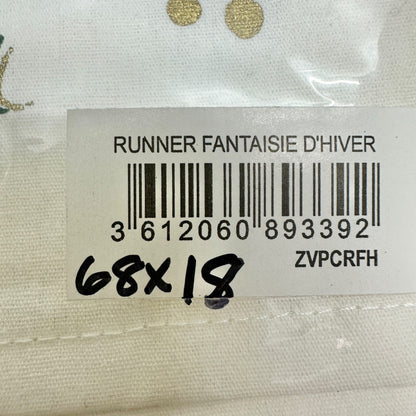 RUNNER FANTAISIE D'HIVER
3 612060 893392
ZVPCRFH
68X18